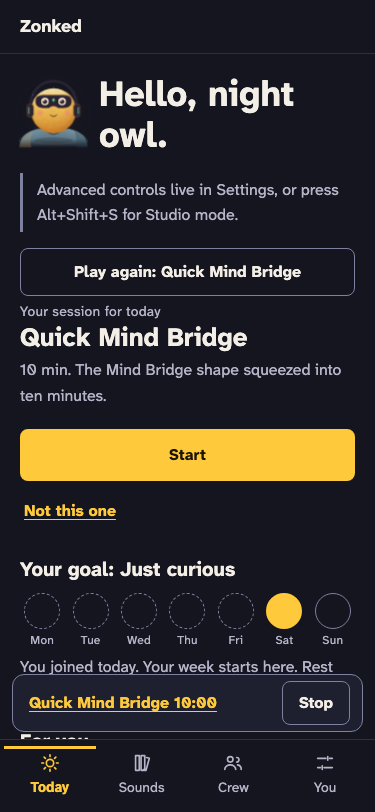 Zonked
Hello, night
owl.
Advanced controls live in Settings, or press
Alt+Shift+S for Studio mode.
Play again: Quick Mind Bridge
Your session for today
Quick Mind Bridge
10 min. The Mind Bridge shape squeezed into
ten minutes.
Start
Not this one
Your goal: Just curious
Mon Tue Wed Thu Fri Sat Sun
You joined today. Your week starts here. Rest
Quick Mind Bridge 10:00 Stop
For you
Today Sounds Crew You